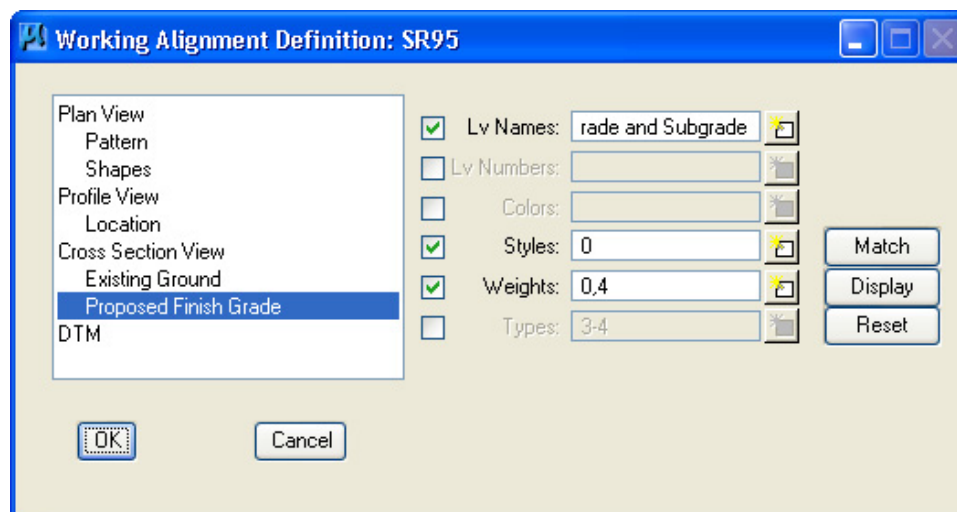 Working Alignment Definition: SR95
Plan View
Pattern
Shapes
Profile View
Location
Cross Section View
Existing Ground
Proposed Finish Grade
DTM
Lv Names: rade and Subgrade
Lv Numbers:
Colors:
Styles: 0
Weights: 0,4
Types: 3-4
Match
Display
Reset
OK
Cancel